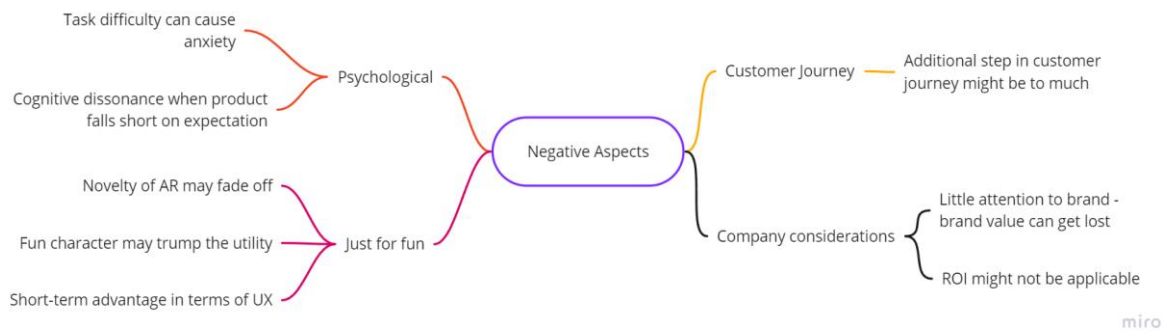 Task difficulty can cause
anxiety
Psychological
Cognitive dissonance when product
falls short on expectation
Novelty of AR may fade off
Fun character may trump the utility
Just for fun
Short-term advantage in terms of UX
Negative Aspects
Customer Journey
Additional step in customer
journey might be to much
Company considerations
Little attention to brand -
brand value can get lost
ROI might not be applicable
miro